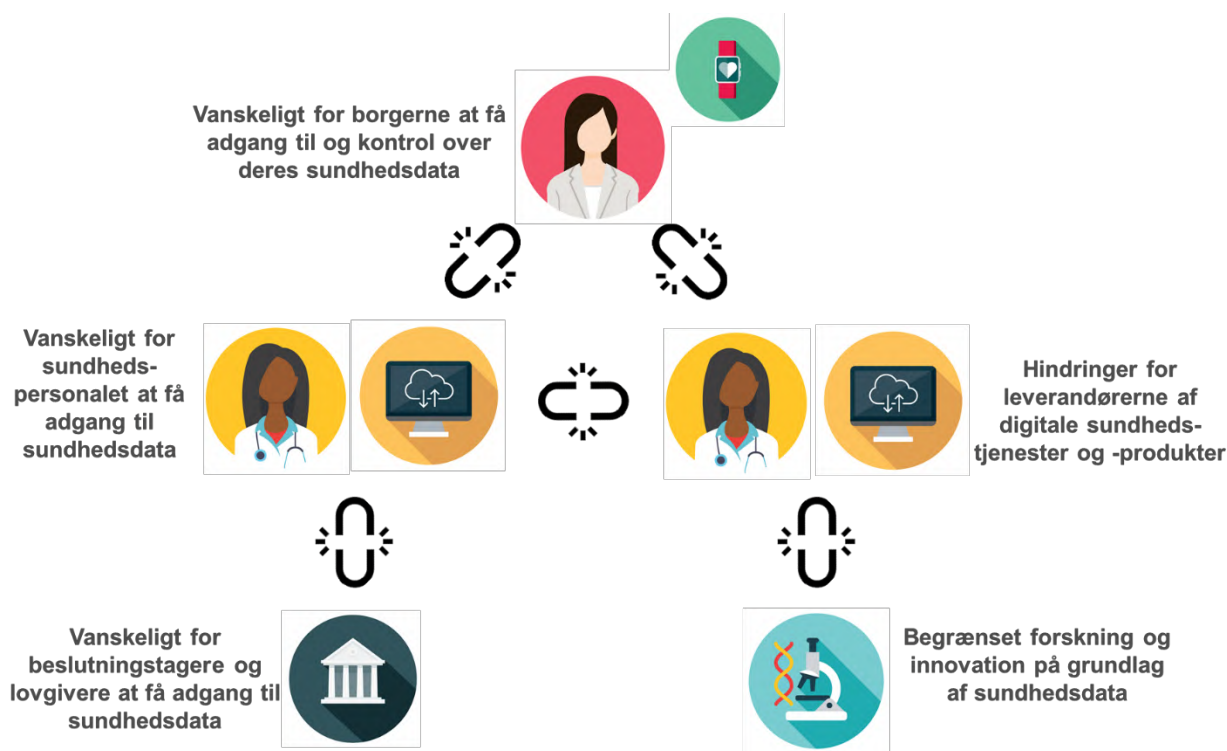 Vanskeligt for borgerne at få
adgang til og kontrol over
deres sundhedsdata
Vanskeligt for
sundheds-
personalet at få
adgang til
sundhedsdata
Hindringer for
leverandørerne af
digitale sundheds-
tjenester og -produkter
Vanskeligt for
beslutningstagere og
lovgivere at få adgang til
sundhedsdata
Begrænset forskning og
innovation på grundlag
af sundhedsdata